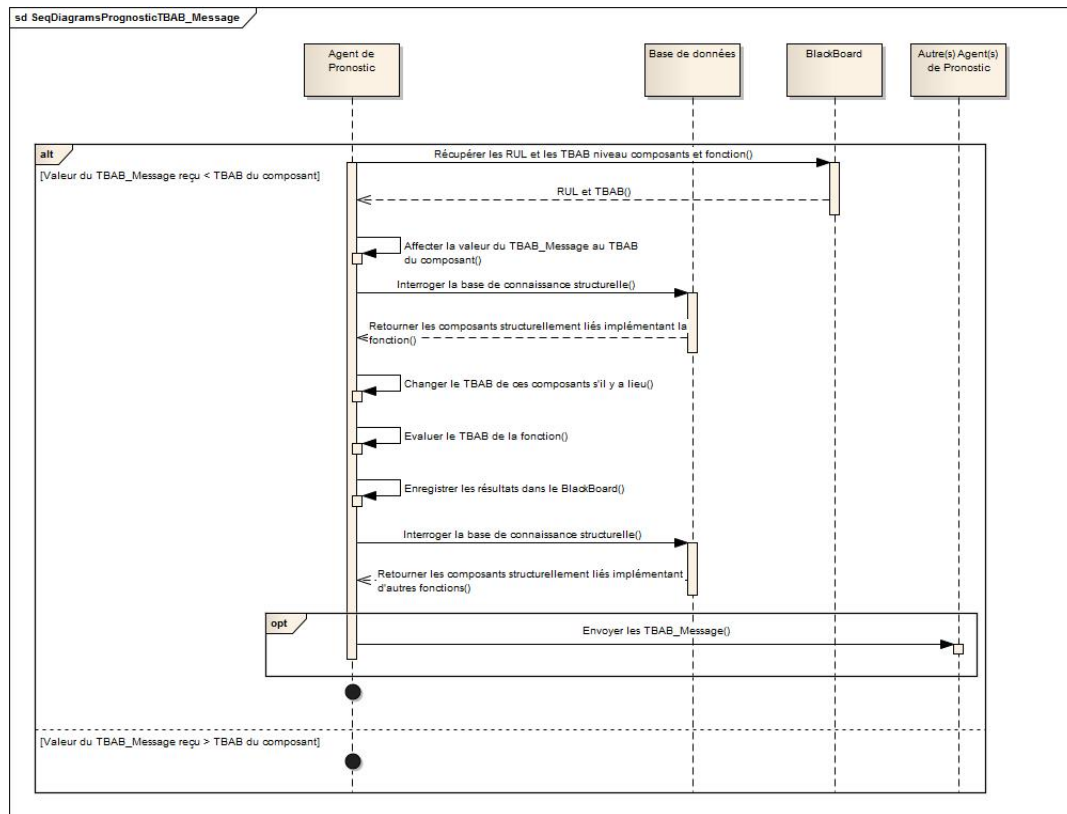 sd SeqDiagramsPrognosticTBAB_Message
Agent de
Pronostic
Base de données
BlackBoard
Autre(s) Agent(s)
de Pronostic
alt
[Valeur du TBAB_Message reçu < TBAB du composant]
Récupérer les RUL et les TBAB niveau composants et fonction()
RUL et TBAB()
Affecter la valeur du TBAB_Message au TBAB
du composant()
Interroger la base de connaissance structurelle()
Retourner les composants structurellement liés implémentant la
fonction()
Changer le TBAB de ces composants s'il y a lieu()
Evaluer le TBAB de la fonction()
Enregistrer les résultats dans le BlackBoard()
Interroger la base de connaissance structurelle()
Retourner les composants structurellement liés implémentant
d'autres fonctions()
opt
Envoyer les TBAB_Message()
[Valeur du TBAB_Message reçu > TBAB du composant]